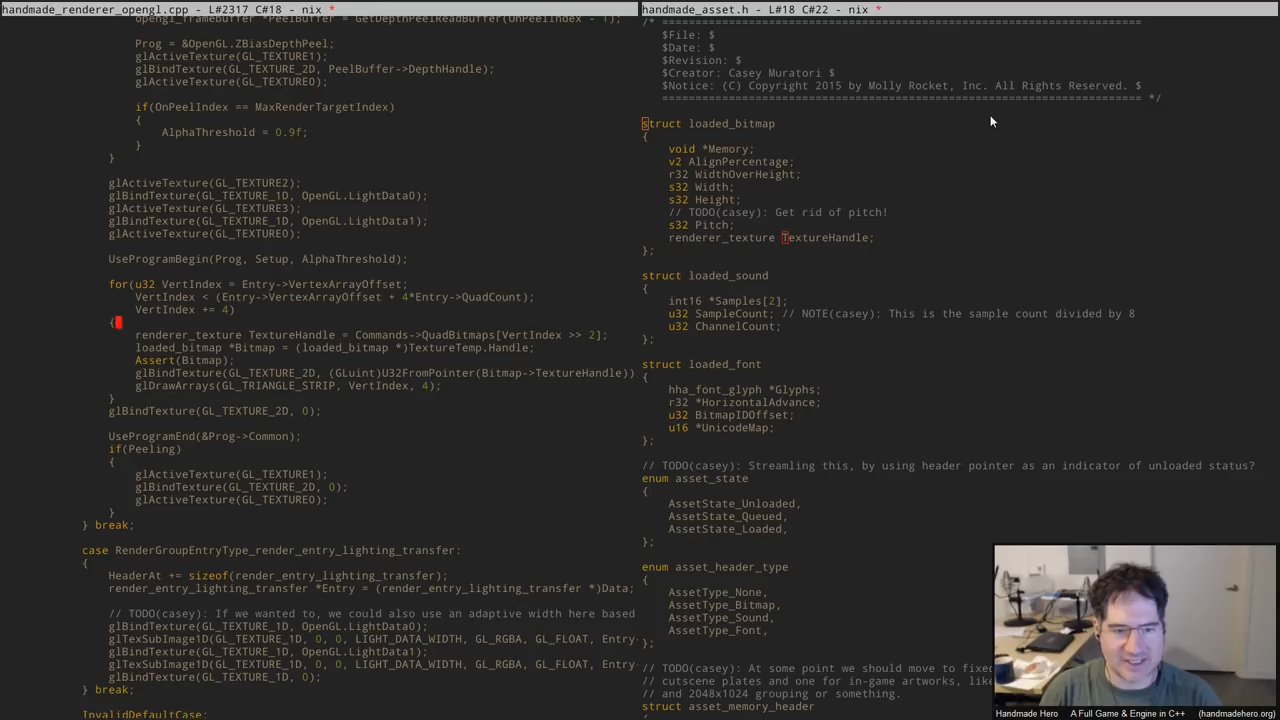 handmade_renderer_opengl.cpp - L#2317 C#18 - nix *
opengl_framebuffer *PeelBuffer = GetDepthPeelReadBuffer(OnPeelIndex - 1);
Prog = &OpenGL.ZBiasDepthPeel;
glActiveTexture(GL_TEXTURE1);
glBindTexture(GL_TEXTURE_2D, PeelBuffer->DepthHandle);
glActiveTexture(GL_TEXTURE0);
if(OnPeelIndex == MaxRenderTargetIndex)
{
AlphaThreshold = 0.9f;
}
}
glActiveTexture(GL_TEXTURE2);
glBindTexture(GL_TEXTURE_1D, OpenGL.LightData0);
glActiveTexture(GL_TEXTURE3);
glBindTexture(GL_TEXTURE_1D, OpenGL.LightData1);
glActiveTexture(GL_TEXTURE0);
UseProgramBegin(Prog, Setup, AlphaThreshold);
for(u32 VertIndex = Entry->VertexArrayOffset;
VertIndex < (Entry->VertexArrayOffset + 4*Entry->QuadCount);
VertIndex += 4)
{
renderer_texture TextureHandle = Commands->QuadBitmaps[VertIndex >> 2];
loaded_bitmap *Bitmap = (loaded_bitmap *)TextureTemp.Handle;
Assert(Bitmap);
glBindTexture(GL_TEXTURE_2D, (GLuint)U32FromPointer(Bitmap->TextureHandle))
glDrawArrays(GL_TRIANGLE_STRIP, VertIndex, 4);
}
glBindTexture(GL_TEXTURE_2D, 0);
UseProgramEnd(&Prog->Common);
if(Peeling)
{
glActiveTexture(GL_TEXTURE1);
glBindTexture(GL_TEXTURE_2D, 0);
glActiveTexture(GL_TEXTURE0);
}
} break;
case RenderGroupEntryType_render_entry_lighting_transfer:
{
HeaderAt += sizeof(render_entry_lighting_transfer);
render_entry_lighting_transfer *Entry = (render_entry_lighting_transfer *)Data;
// TODO(casey): If we wanted to, we could also use an adaptive width here based
glBindTexture(GL_TEXTURE_1D, OpenGL.LightData0);
glTexSubImage1D(GL_TEXTURE_1D, 0, 0, LIGHT_DATA_WIDTH, GL_RGBA, GL_FLOAT, Entry-
glBindTexture(GL_TEXTURE_1D, OpenGL.LightData1);
glTexSubImage1D(GL_TEXTURE_1D, 0, 0, LIGHT_DATA_WIDTH, GL_RGBA, GL_FLOAT, Entry-
glBindTexture(GL_TEXTURE_1D, 0);
} break;
InvalidDefaultCase;
handmade_asset.h - L#18 C#22 - nix *
/* ========================================================================
$File: $
$Date: $
$Revision: $
$Creator: Casey Muratori $
$Notice: (C) Copyright 2015 by Molly Rocket, Inc. All Rights Reserved. $
======================================================================== */
struct loaded_bitmap
{
void *Memory;
v2 AlignPercentage;
r32 WidthOverHeight;
s32 Width;
s32 Height;
// TODO(casey): Get rid of pitch!
s32 Pitch;
renderer_texture TextureHandle;
};
struct loaded_sound
{
int16 *Samples[2];
u32 SampleCount; // NOTE(casey): This is the sample count divided by 8
u32 ChannelCount;
};
struct loaded_font
{
hha_font_glyph *Glyphs;
r32 *HorizontalAdvance;
u32 BitmapIDOffset;
u16 *UnicodeMap;
};
// TODO(casey): Streamling this, by using header pointer as an indicator of unloaded status?
enum asset_state
{
AssetState_Unloaded,
AssetState_Queued,
AssetState_Loaded,
};
enum asset_header_type
{
AssetType_None,
AssetType_Bitmap,
AssetType_Sound,
AssetType_Font,
};
// TODO(casey): At some point we should move to fixed
// cutscene plates and one for in-game artworks, like
// and 2048x1024 grouping or something.
struct asset_memory_header
{
Handmade Hero A Full Game & Engine in C++ (handmadehero.org)